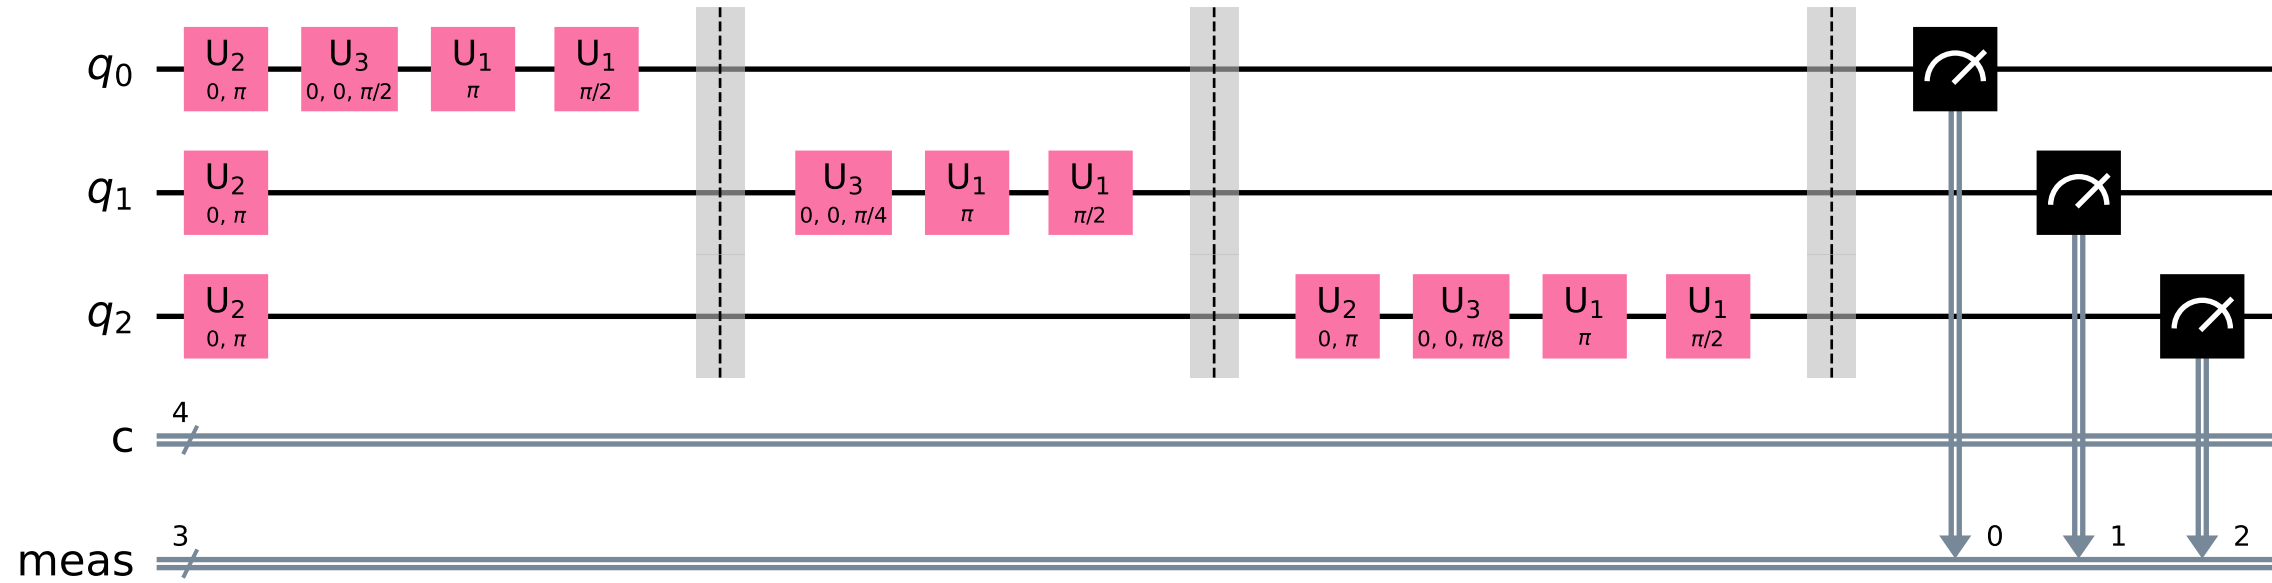 q0 U2 U3 U1 U1
0, π 0, 0, π/2 π π/2
q1 U2 U3 U1 U1
0, π 0, 0, π/4 π π/2
q2 U2 U2 U3 U1 U1
0, π 0, π 0, 0, π/8 π π/2
4
c
3 0 1 2
meas